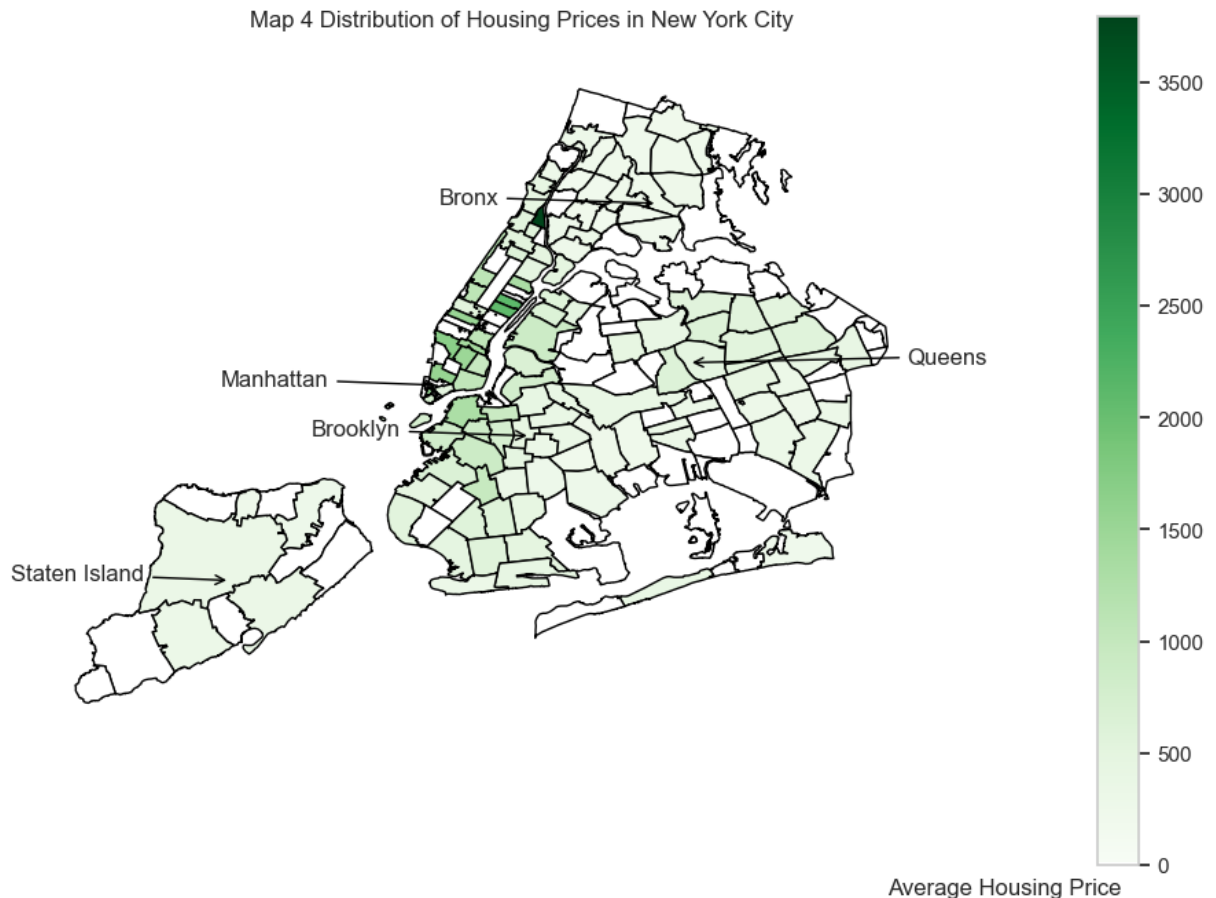 Map 4 Distribution of Housing Prices in New York City
3500
Bronx
3000
2500
Queens
Manhattan
2000
Brooklyn
1500
Staten Island
1000
500
0
Average Housing Price